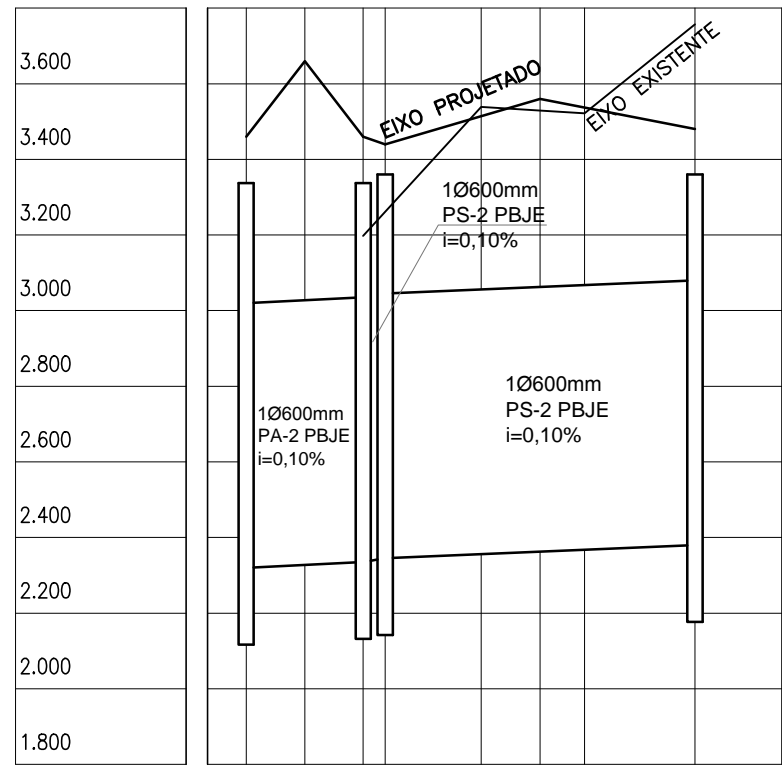 3.600
3.400
3.200
3.000
2.800
2.600
2.400
2.200
2.000
1.800
EIXO PROJETADO
EIXO EXISTENTE
1Ø600mm
PS-2 PBJE
i=0,10%
1Ø600mm
PA-2 PBJE
i=0,10%
1Ø600mm
PS-2 PBJE
i=0,10%